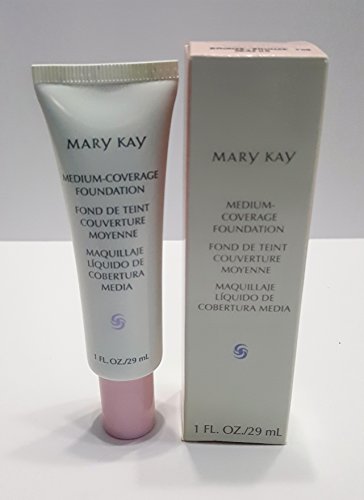 MARY KAY
MEDIUM-COVERAGE
FOUNDATION
FOND DE TEINT
COUVERTURE
MOYENNE
MAQUILLAJE
LÍQUIDO DE
COBERTURA
MEDIA
1 FL. OZ./29 mL
MARY KAY
MEDIUM-
COVERAGE
FOUNDATION
FOND DE TEINT
COUVERTURE
MOYENNE
MAQUILLAJE
LÍQUIDO DE
COBERTURA MEDIA
1 FL. OZ./29 mL